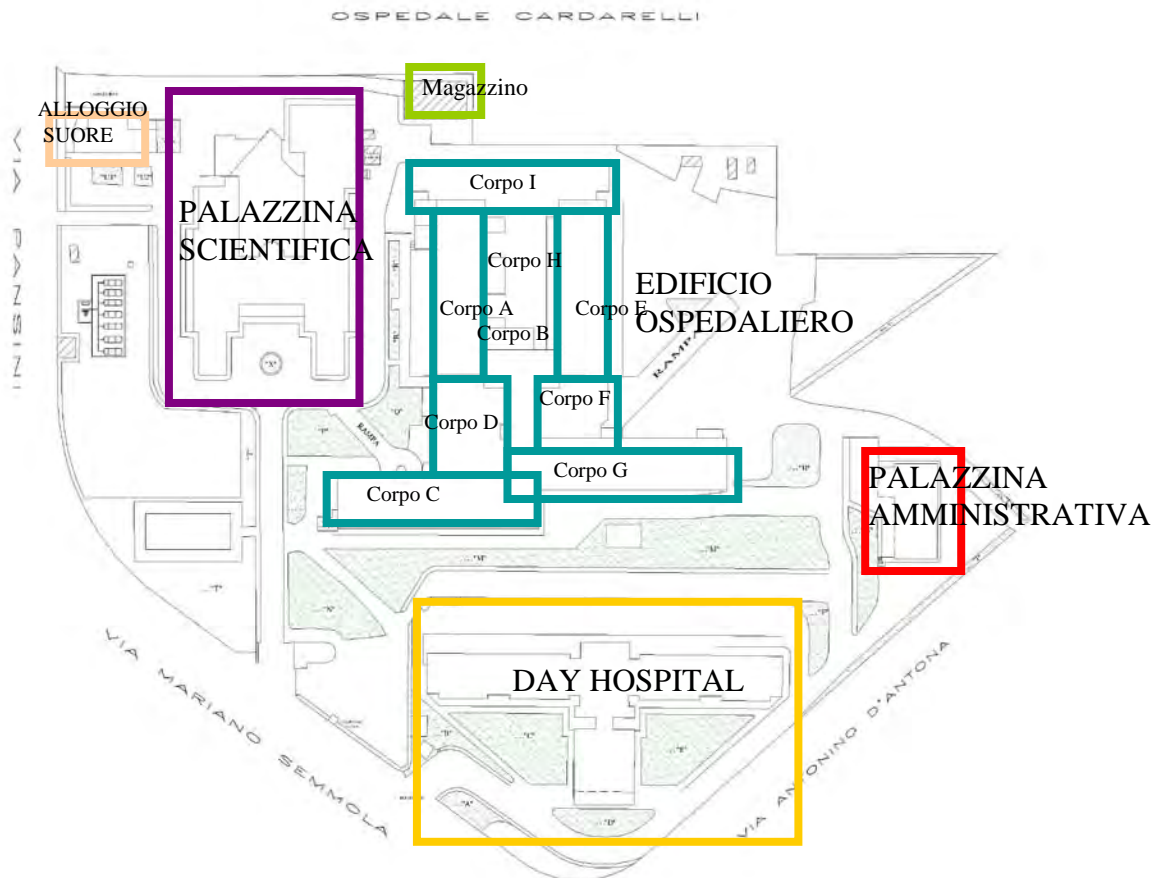 OSPEDALE CARDARELLI
Magazzino
ALLOGGIO
SUORE
VIA PANSINI
Corpo I
PALAZZINA
SCIENTIFICA
Corpo H
EDIFICIO
OSPEDALIERO
Corpo A
Corpo E
Corpo B
RAMPA
"X"
Corpo F
Corpo D
RAMPA
Corpo G
Corpo C
PALAZZINA
AMMINISTRATIVA
"M"
"M"
"N"
DAY HOSPITAL
VIA MARIANO SEMMOLA
VIA ANTONINO D'ANTONA
"A"